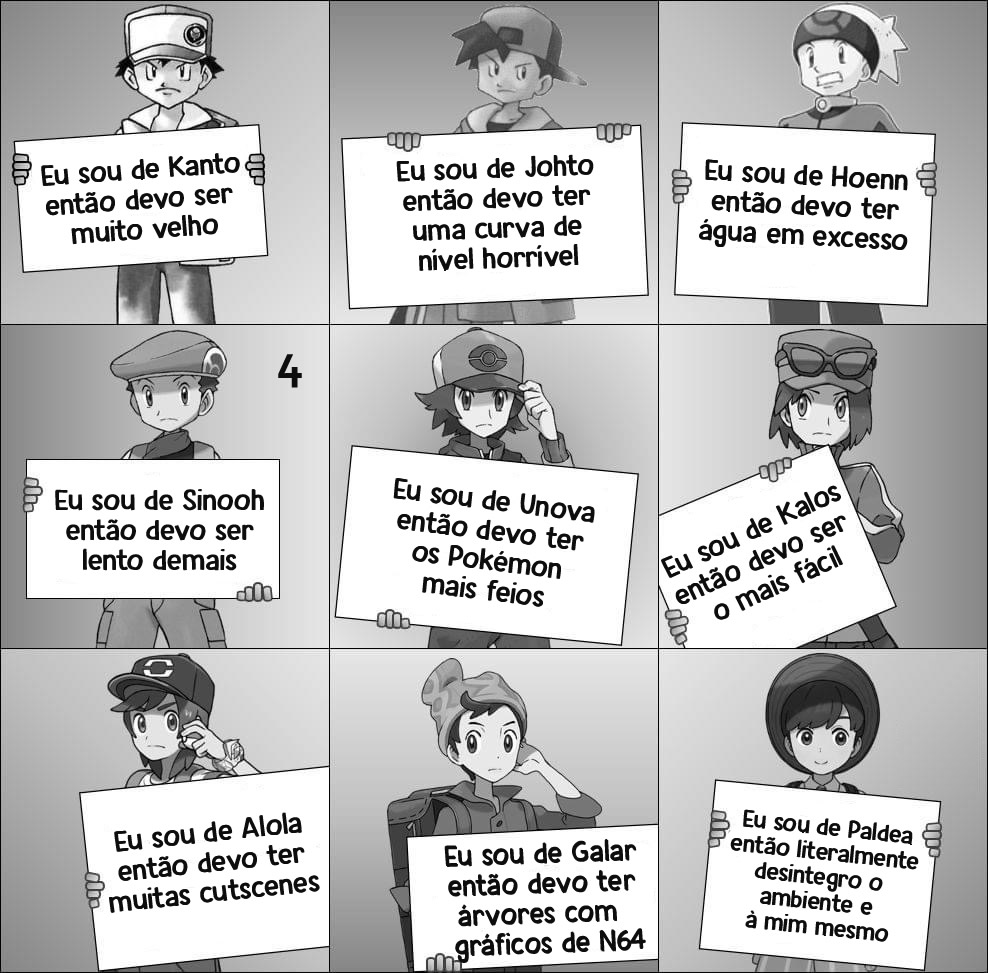 Eu sou de Kanto
então devo ser
muito velho
Eu sou de Johto
então devo ter
uma curva de
nível horrível
Eu sou de Hoenn
então devo ter
água em excesso
4
Eu sou de Sinooh
então devo ser
lento demais
Eu sou de Unova
então devo ter
os Pokémon
mais feios
Eu sou de Kalos
então devo ser
o mais fácil
Eu sou de Alola
então devo ter
muitas cutscenes
Eu sou de Galar
então devo ter
árvores com
gráficos de N64
Eu sou de Paldea
então literalmente
desintegro o
ambiente e
à mim mesmo